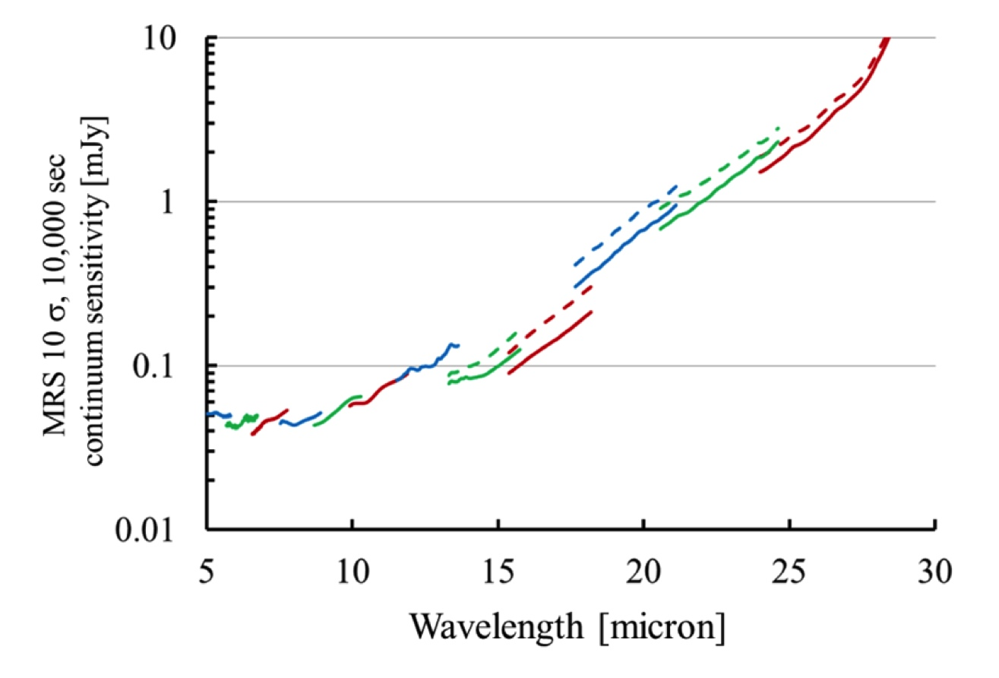 MRS 10 σ, 10,000 sec
continuum sensitivity [mJy]
10
1
0.1
0.01
5 10 15 20 25 30
Wavelength [micron]